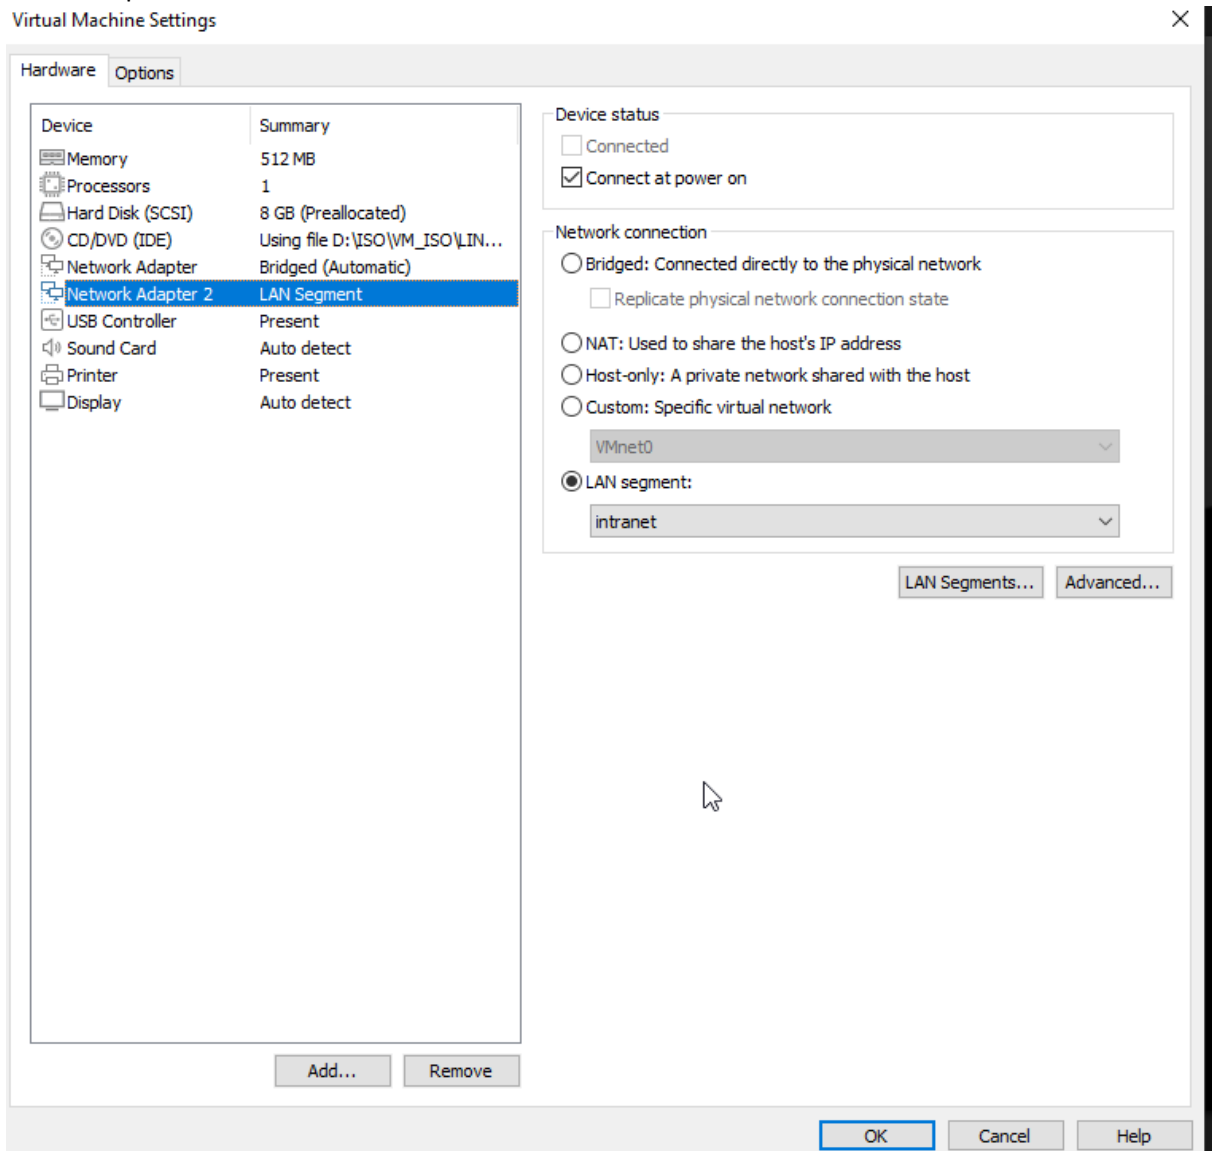 Virtual Machine Settings
Hardware Options
Device Summary
Memory 512 MB
Processors 1
Hard Disk (SCSI) 8 GB (Preallocated)
CD/DVD (IDE) Using file D:\ISO\VM_ISO\LIN...
Network Adapter Bridged (Automatic)
Network Adapter 2 LAN Segment
USB Controller Present
Sound Card Auto detect
Printer Present
Display Auto detect
Add... Remove
Device status
Connected
Connect at power on
Network connection
Bridged: Connected directly to the physical network
Replicate physical network connection state
NAT: Used to share the host's IP address
Host-only: A private network shared with the host
Custom: Specific virtual network
VMnet0
LAN segment:
intranet
LAN Segments... Advanced...
OK Cancel Help